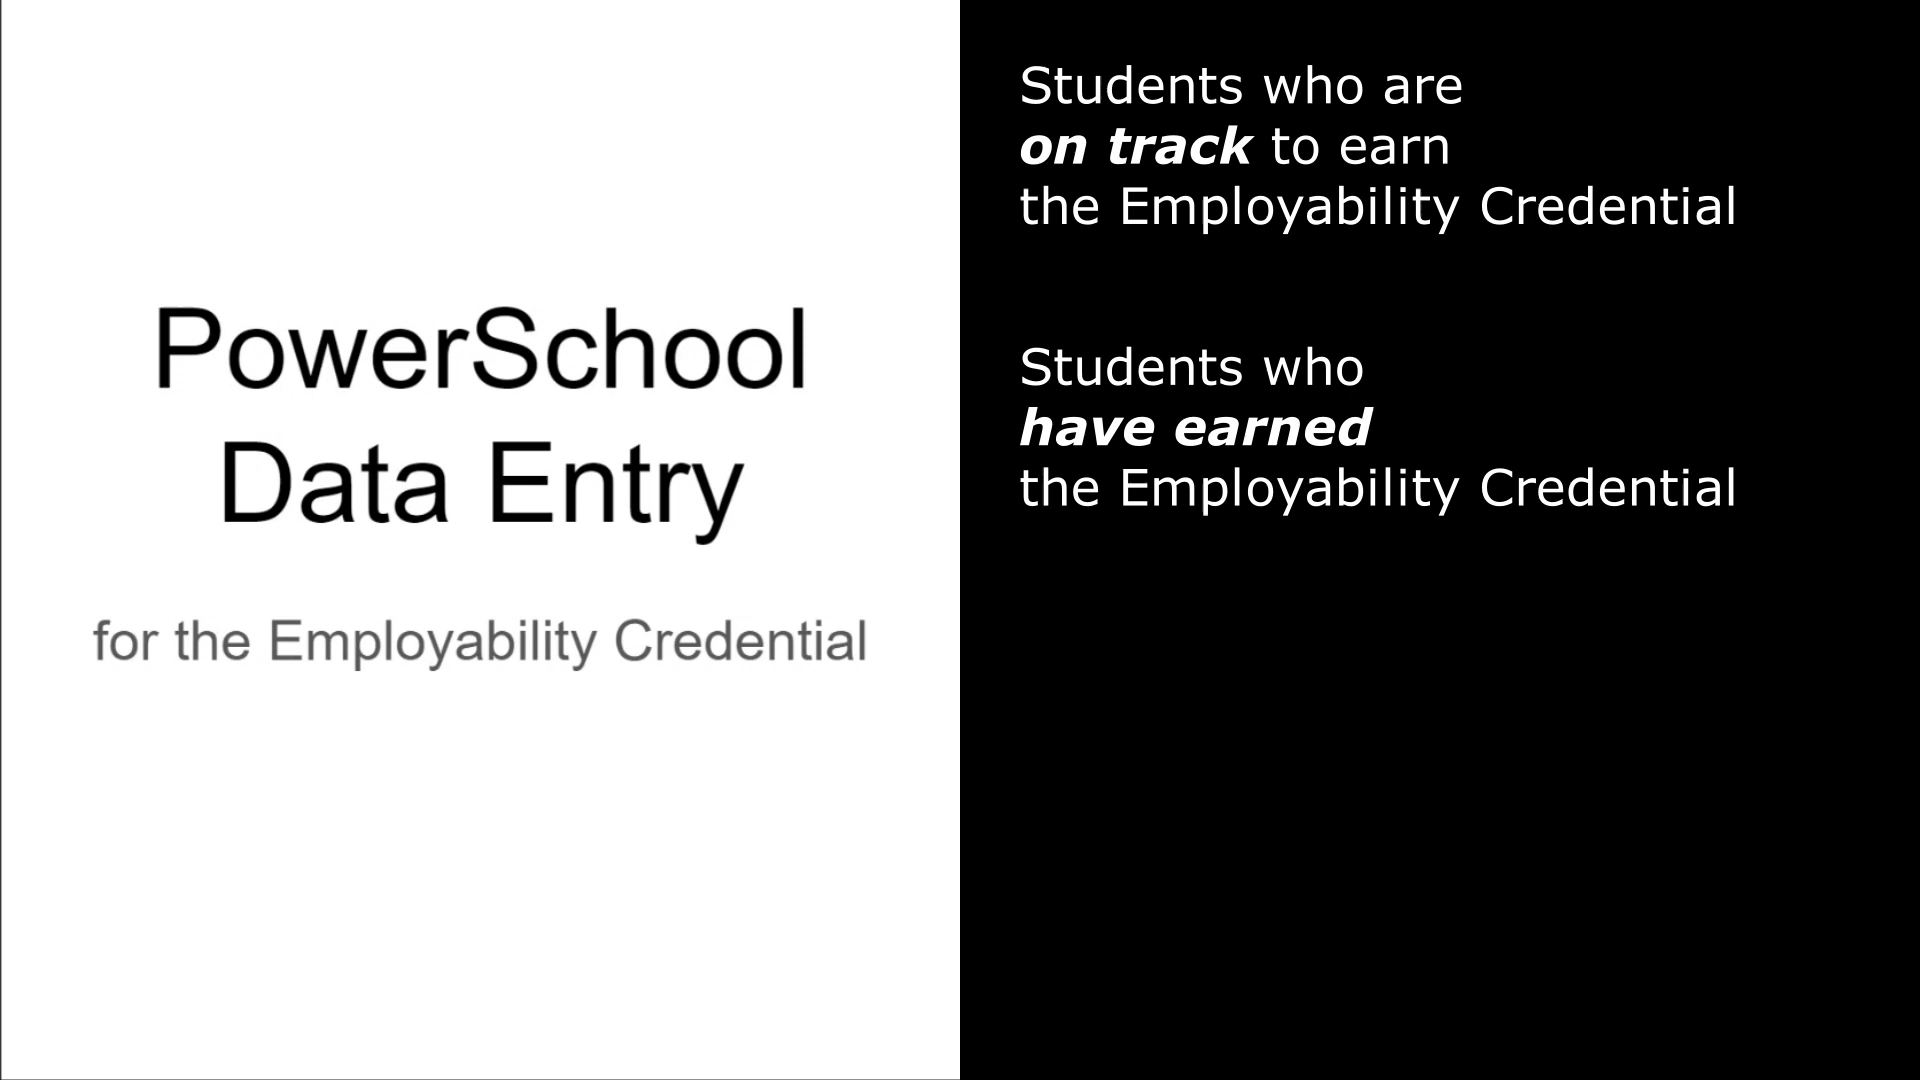 PowerSchool
Data Entry
for the Employability Credential
Students who are
on track to earn
the Employability Credential
Students who
have earned
the Employability Credential